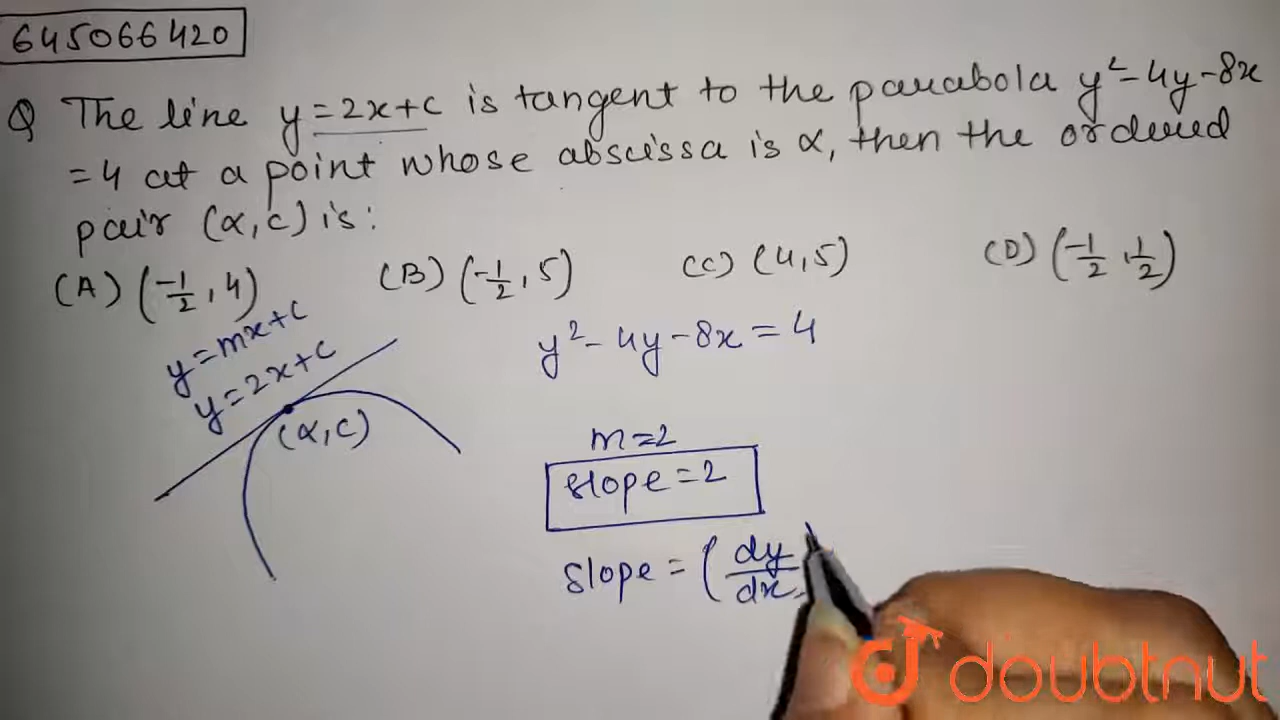 645066420
Q The line y=2x+c is tangent to the parabola y²-4y-8x
=4 at a point whose abscissa is α, then the ordered
pair (α,c) is:
(A) (-1/2, 4) (B) (-1/2, 5) (C) (4,5) (D) (-1/2, 1/2)
y=mx+c
y=2x+c
(α,c)
y²-4y-8x=4
m=2
slope=2
slope = (dy/dx
doubtnut